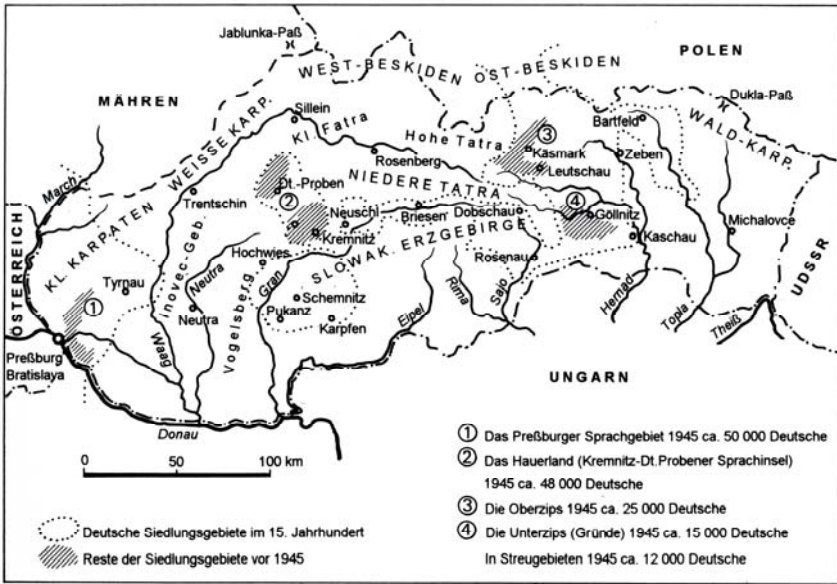 Jablunka-Paß
POLEN
WEST-BESKIDEN OST-BESKIDEN
Dukla-Paß
MÄHREN
Bartfeld
WALD-KARP.
Sillein
Kl. Fatra
Hohe Tatra
③
Käsmark
Zeben
Rosenberg
Leutschau
WEISSE KARP.
March
Dt.-Proben
NIEDERE TATRA
④
Trentschin
②
Neuschl
Briesen
Dobschau
Göllnitz
Kremnitz
Kaschau
Michalovce
KL. KARPATEN
Inovec-Geb.
Hochwies
SLOWAK. ERZGEBIRGE
UDSSR
ÖSTERREICH
Neutra
Gran
Rosenau
Tyrnau
Vogelsberg
Schemnitz
Rima
Sajo
Hernad
Topla
Theiß
①
Neutra
Pukanz
Karpfen
Eipel
Waag
Preßburg
Bratislaya
UNGARN
Donau
0 50 100 km
① Das Preßburger Sprachgebiet 1945 ca. 50 000 Deutsche
② Das Hauerland (Kremnitz-Dt.Probener Sprachinsel)
1945 ca. 48 000 Deutsche
③ Die Oberzips 1945 ca. 25 000 Deutsche
④ Die Unterzips (Gründe) 1945 ca. 15 000 Deutsche
In Streugebieten 1945 ca. 12 000 Deutsche
Deutsche Siedlungsgebiete im 15. Jahrhundert
Reste der Siedlungsgebiete vor 1945